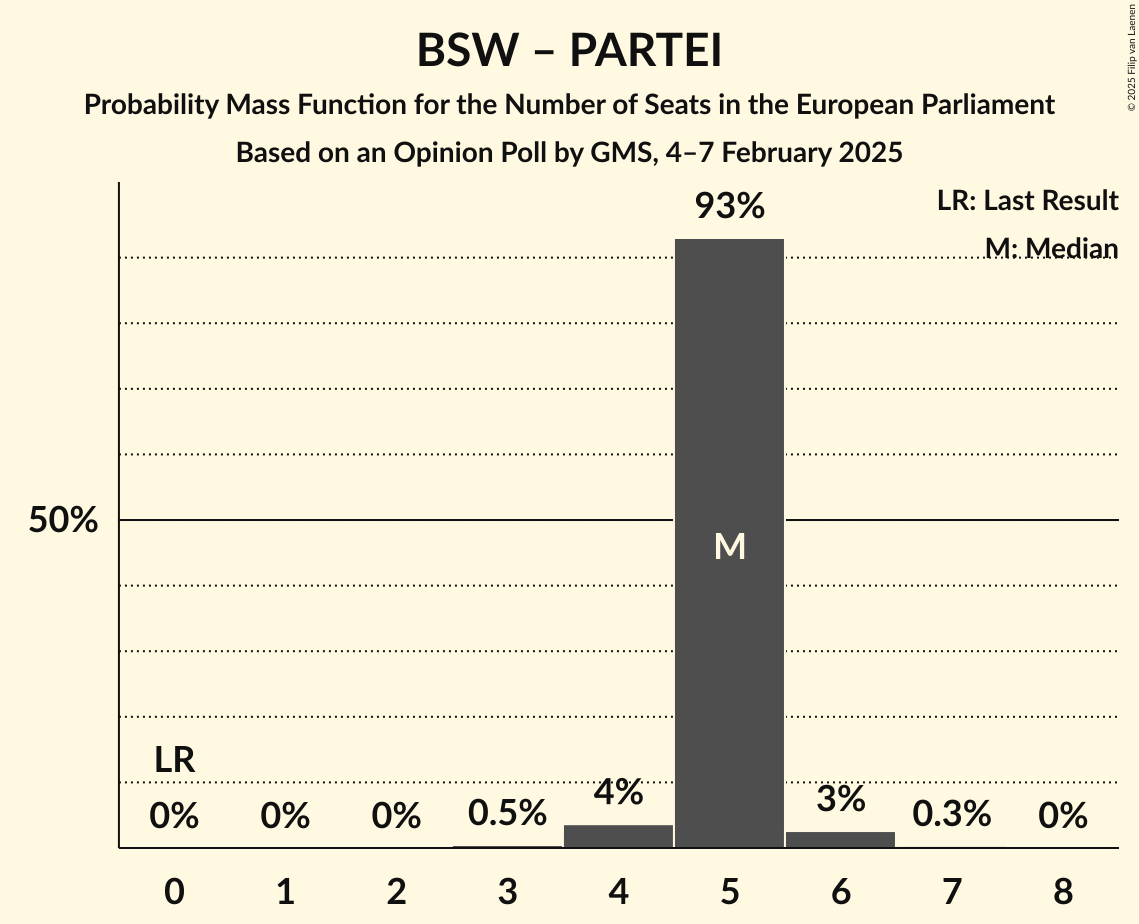 BSW – PARTEI
Probability Mass Function for the Number of Seats in the European Parliament
Based on an Opinion Poll by GMS, 4–7 February 2025
© 2025 Filip van Laenen
LR: Last Result
M: Median
93%
50%
M
LR
0% 0% 0% 0.5% 4% 3% 0.3% 0%
0 1 2 3 4 5 6 7 8